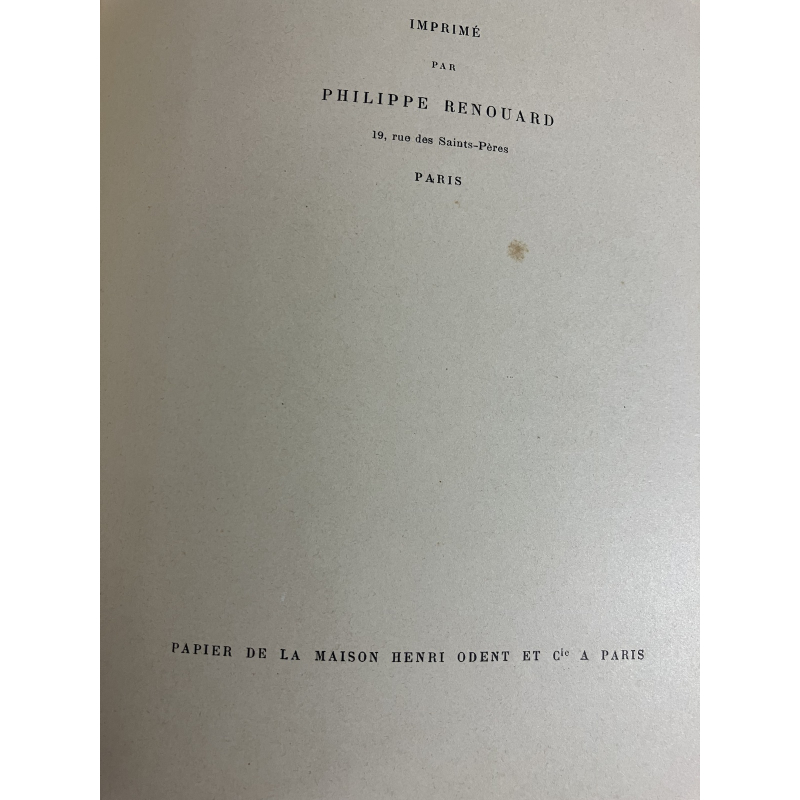 IMPRIMÉ
PAR
PHILIPPE RENOUARD
19, rue des Saints-Pères
PARIS
PAPIER DE LA MAISON HENRI ODENT ET Cie A PARIS